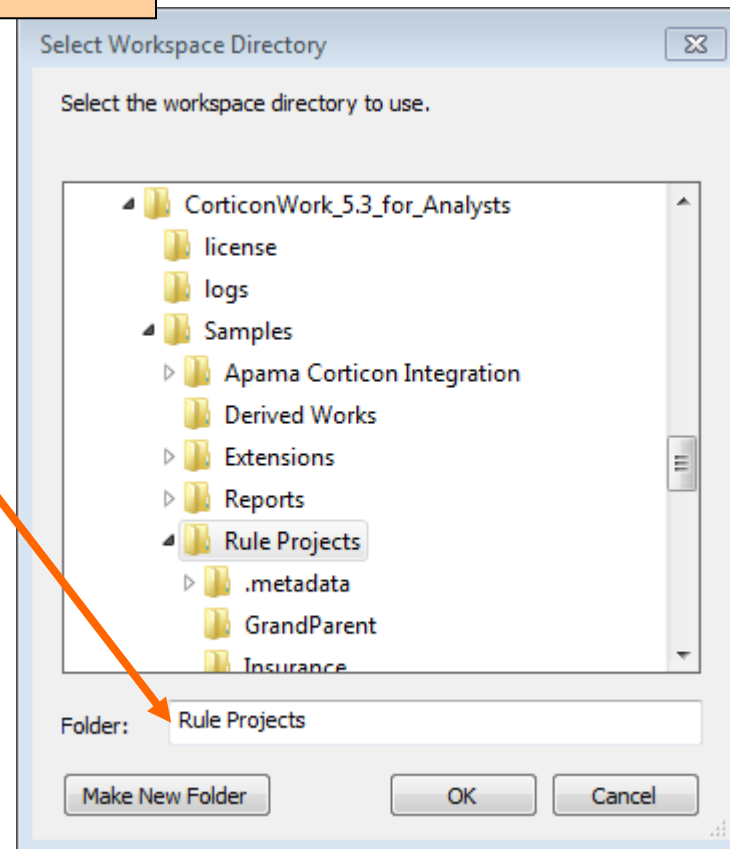 Select Workspace Directory
Select the workspace directory to use.
CorticonWork_5.3_for_Analysts
license
logs
Samples
Apama Corticon Integration
Derived Works
Extensions
Reports
Rule Projects
.metadata
GrandParent
Insurance
Folder: Rule Projects
Make New Folder OK Cancel